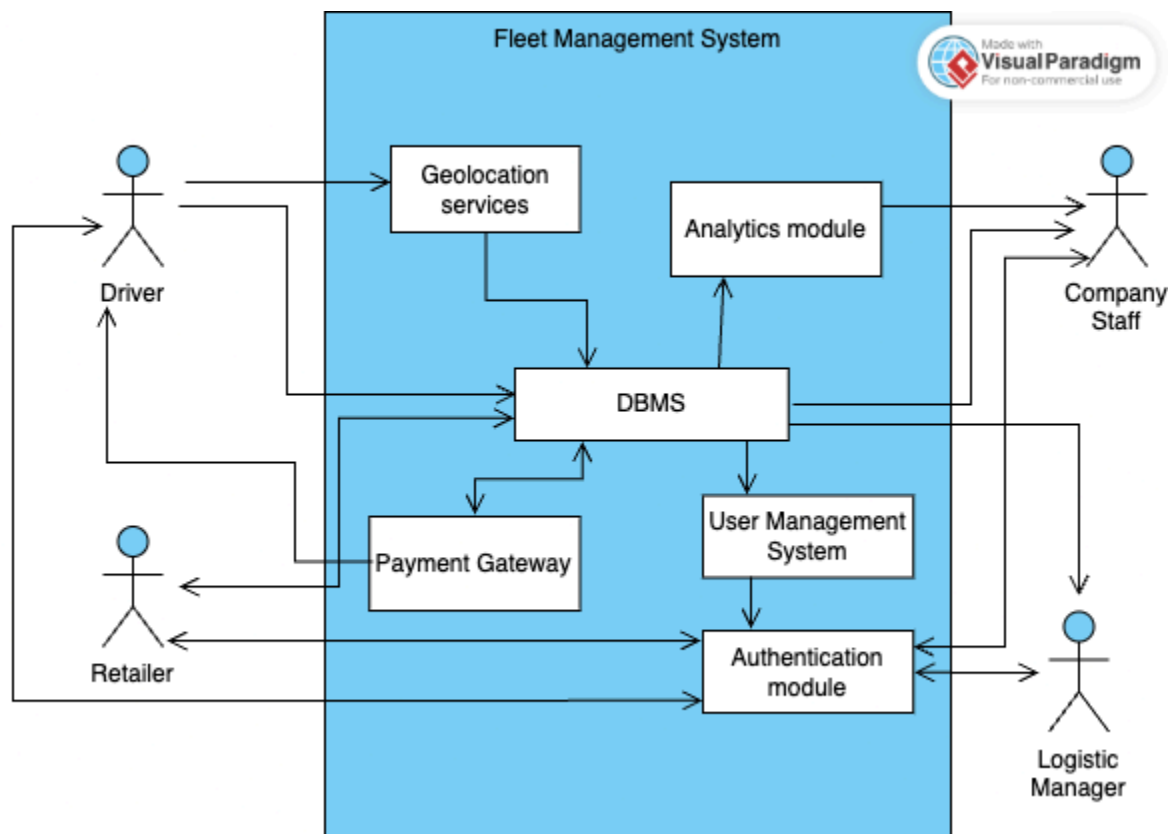 Fleet Management System
Made with
Visual Paradigm
For non-commercial use
Geolocation
services
Analytics module
Driver
Company
Staff
DBMS
Payment Gateway
User Management
System
Retailer
Authentication
module
Logistic
Manager